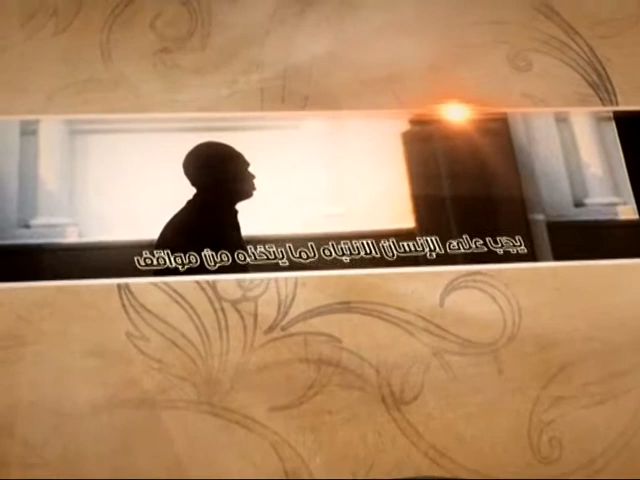 يجب على الإنسان الانتباه لما يتخذه من مواقف